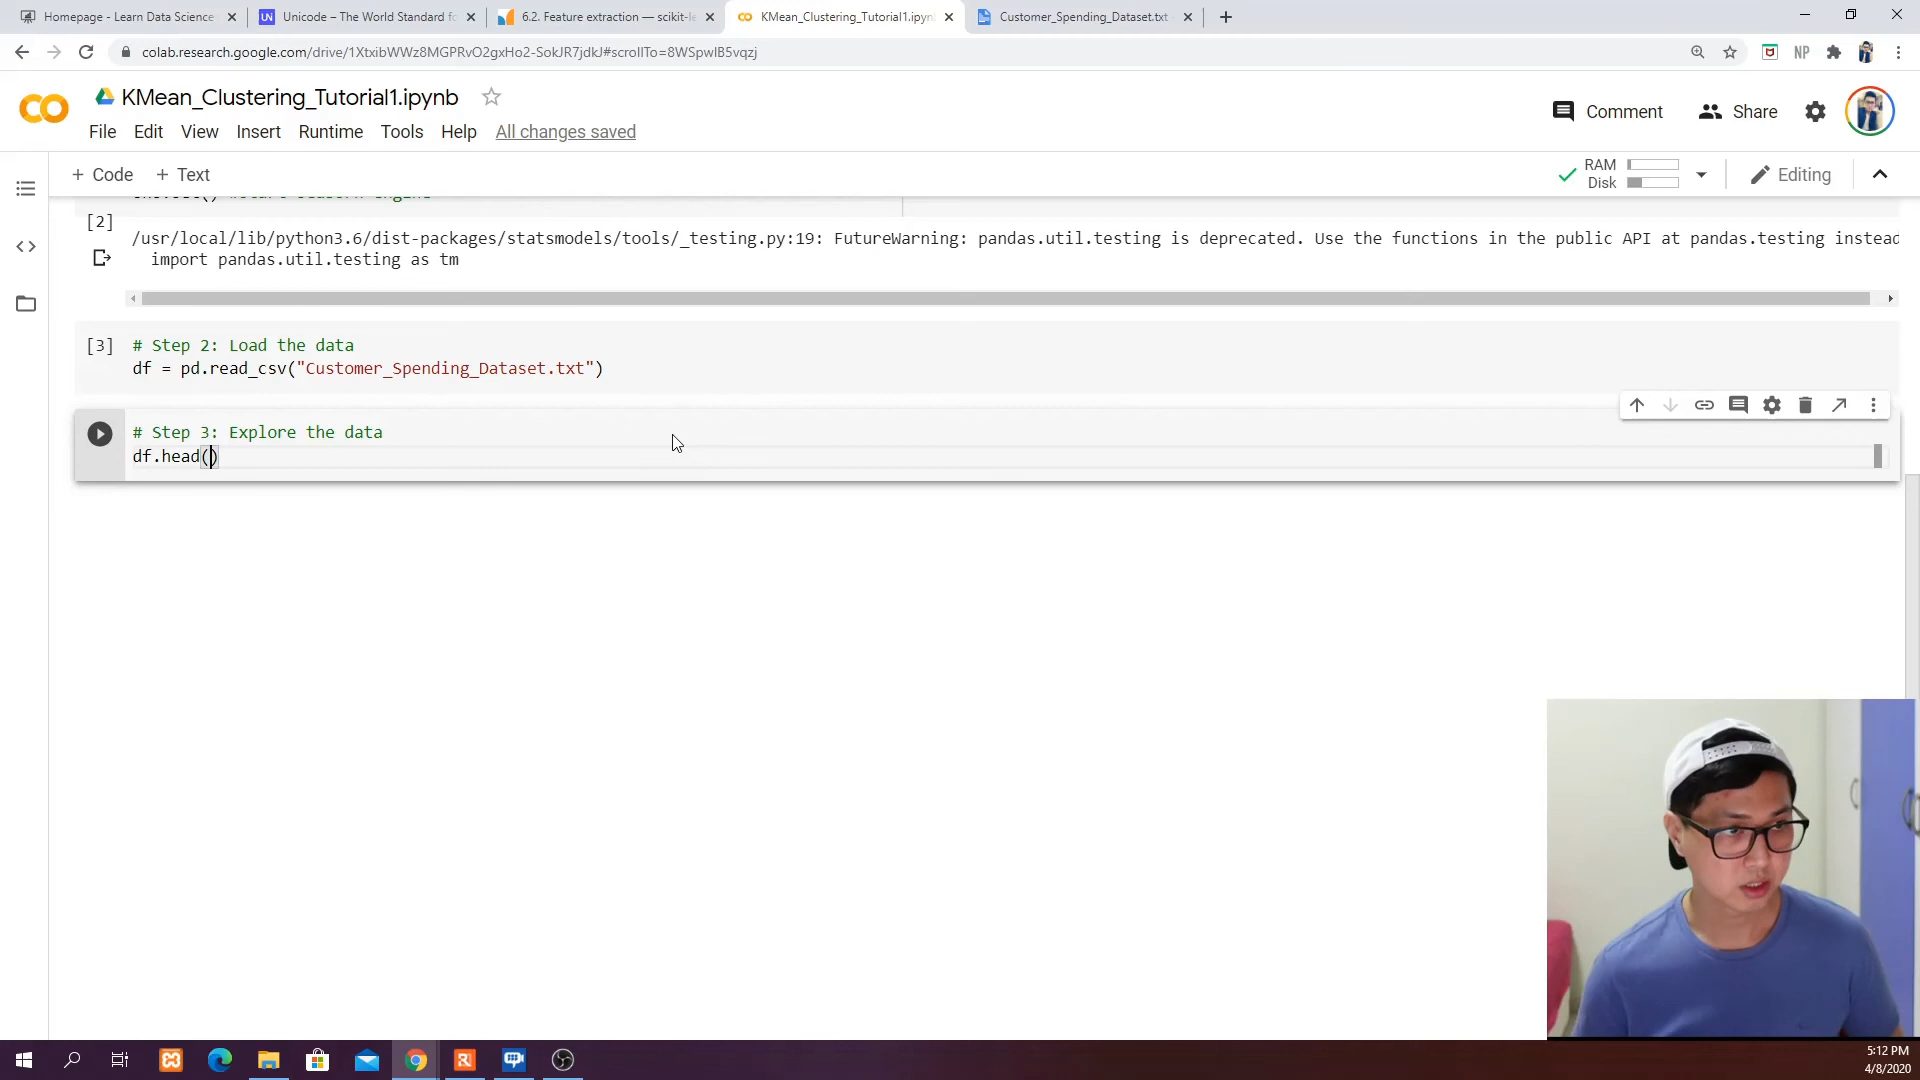 Homepage - Learn Data Science
Unicode – The World Standard fo
6.2. Feature extraction — scikit-le
KMean_Clustering_Tutorial1.ipyn
Customer_Spending_Dataset.txt
colab.research.google.com/drive/1XtxibWWz8MGPRvO2gxHo2-SokJR7jdkJ#scrollTo=8WSpwIB5vqzj
NP
KMean_Clustering_Tutorial1.ipynb
Comment
Share
File Edit View Insert Runtime Tools Help All changes saved
+ Code + Text
RAM
Disk
Editing
[2]
/usr/local/lib/python3.6/dist-packages/statsmodels/tools/_testing.py:19: FutureWarning: pandas.util.testing is deprecated. Use the functions in the public API at pandas.testing instead
import pandas.util.testing as tm
[3] # Step 2: Load the data
df = pd.read_csv("Customer_Spending_Dataset.txt")
# Step 3: Explore the data
df.head()
5:12 PM
4/8/2020